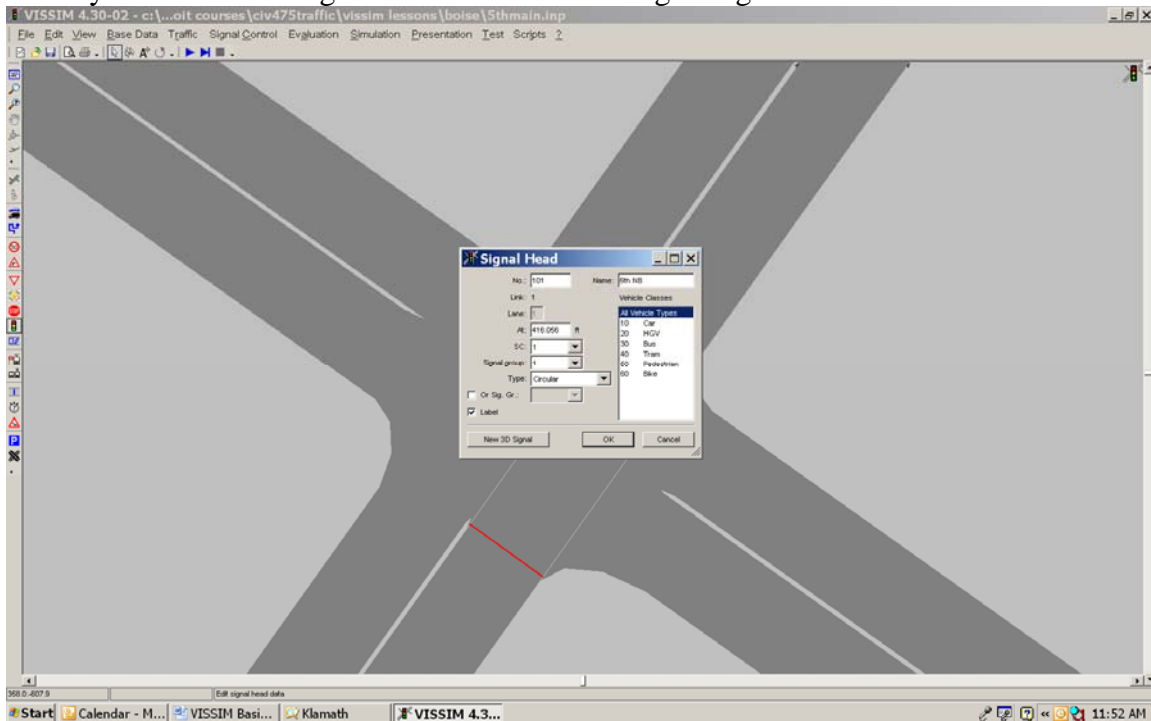 VISSIM 4.30-02 - c:\...oit courses\civ475traffic\vissim lessons\boise\5thmain.inp
File Edit View Base Data Traffic Signal Control Evaluation Simulation Presentation Test Scripts ?
Signal Head
No.: 101 Name: 5th NB
Link: 1 Vehicle Classes
Lane: 1 All Vehicle Types
At: 416.056 ft 10 Car
20 HGV
SC: 1 30 Bus
40 Tram
Signal group: 1 Pedestrian
Type: Circular 60 Bike
Or Sig. Gr.:
Label
New 3D Signal OK Cancel
368.0:-607.9 Edit signal head data
Start Calendar - M... VISSIM Basi... Klamath VISSIM 4.3... 11:52 AM